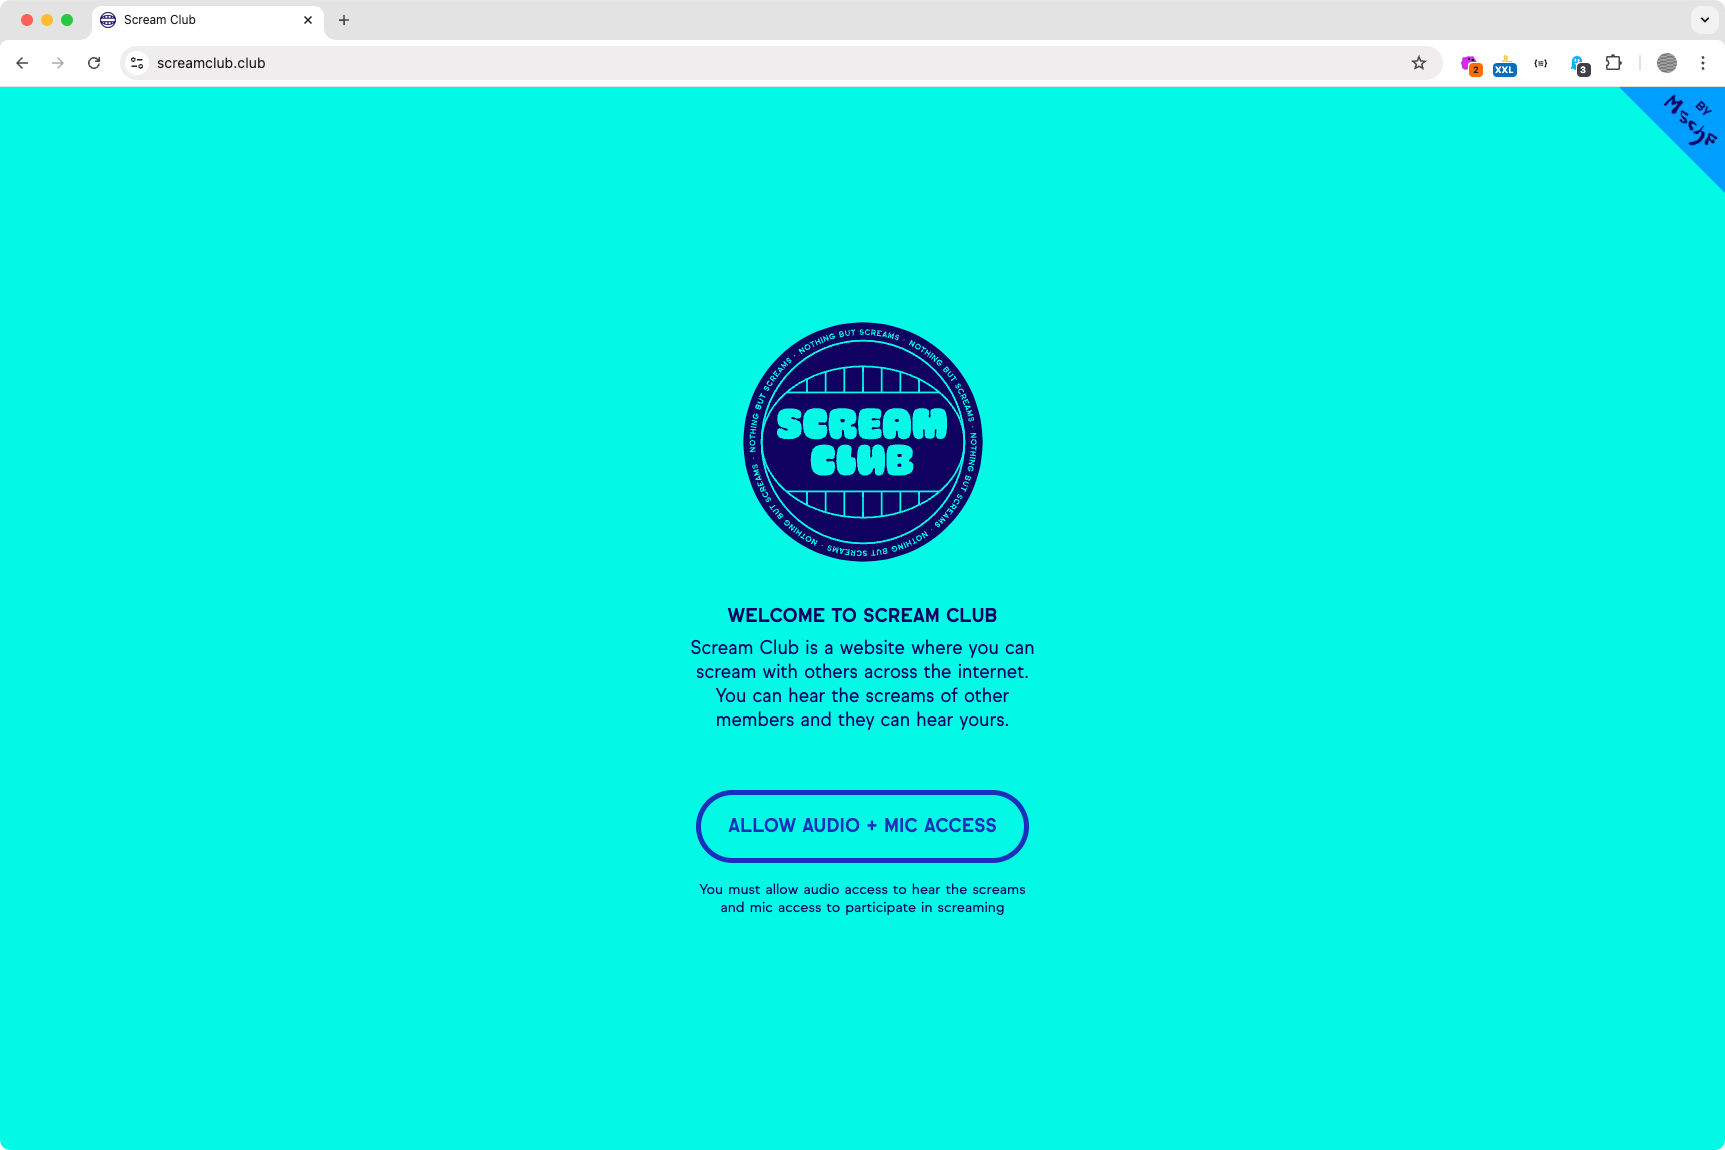 Scream Club
screamclub.club
2
XXL
3
BY
MSCHF
NOTHING BUT SCREAMS · NOTHING BUT SCREAMS · NOTHING BUT SCREAMS · NOTHING BUT SCREAMS · NOTHING BUT SCREAMS · NOTHING BUT SCREAMS ·
SCREAM
CLUB
WELCOME TO SCREAM CLUB
Scream Club is a website where you can
scream with others across the internet.
You can hear the screams of other
members and they can hear yours.
ALLOW AUDIO + MIC ACCESS
You must allow audio access to hear the screams
and mic access to participate in screaming